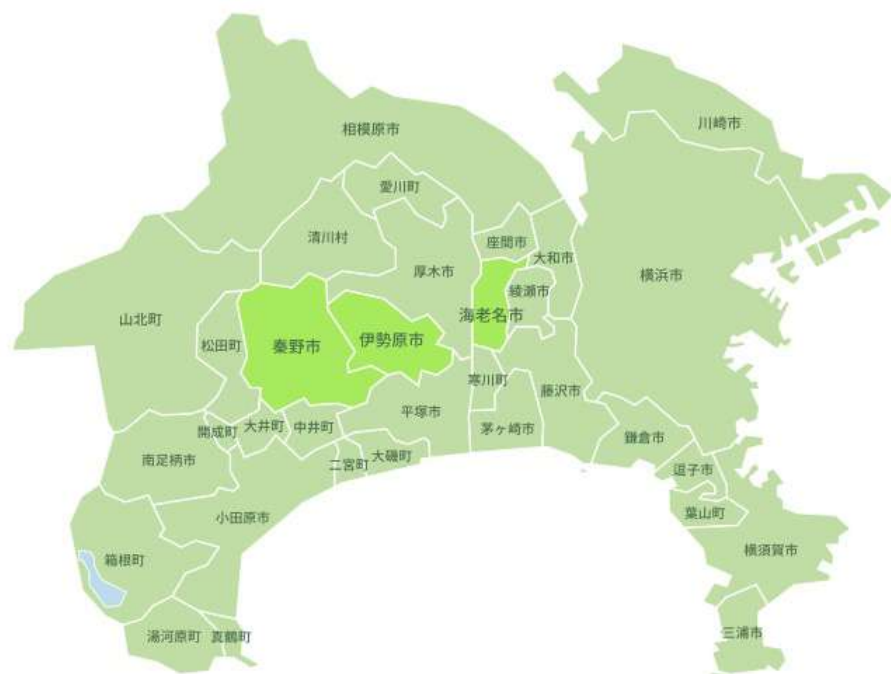 川崎市
相模原市
愛川町
清川村
座間市
大和市
厚木市
横浜市
綾瀬市
海老名市
山北町
伊勢原市
秦野市
松田町
寒川町
藤沢市
平塚市
開成町
大井町
中井町
茅ヶ崎市
鎌倉市
南足柄市
二宮町
大磯町
逗子市
葉山町
小田原市
横須賀市
箱根町
三浦市
湯河原町
真鶴町